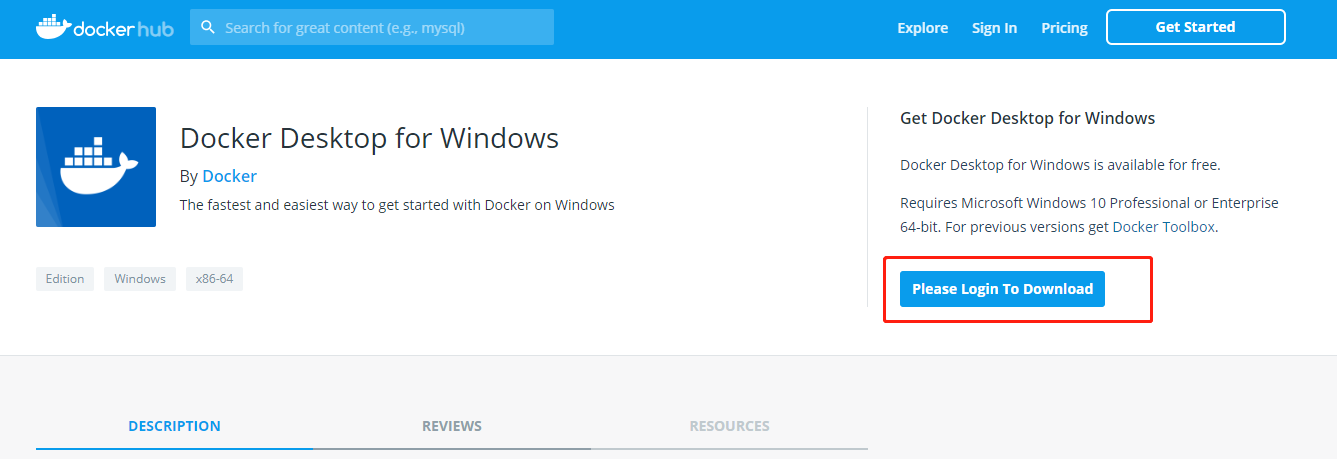 docker hub
Search for great content (e.g., mysql)
Explore
Sign In
Pricing
Get Started
Docker Desktop for Windows
By Docker
The fastest and easiest way to get started with Docker on Windows
Edition
Windows
x86-64
Get Docker Desktop for Windows
Docker Desktop for Windows is available for free.
Requires Microsoft Windows 10 Professional or Enterprise
64-bit. For previous versions get Docker Toolbox.
Please Login To Download
DESCRIPTION
REVIEWS
RESOURCES